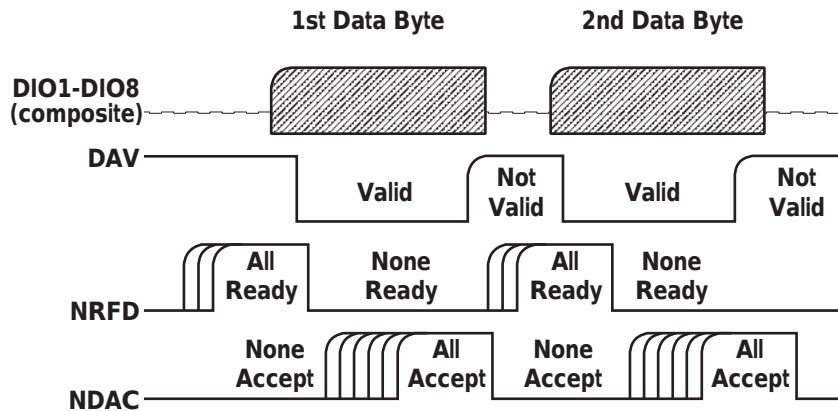 1st Data Byte 2nd Data Byte
DIO1-DIO8
(composite)
DAV
Valid
Not
Valid
Valid
Not
Valid
All
Ready
None
Ready
All
Ready
None
Ready
NRFD
None
Accept
All
Accept
None
Accept
All
Accept
NDAC